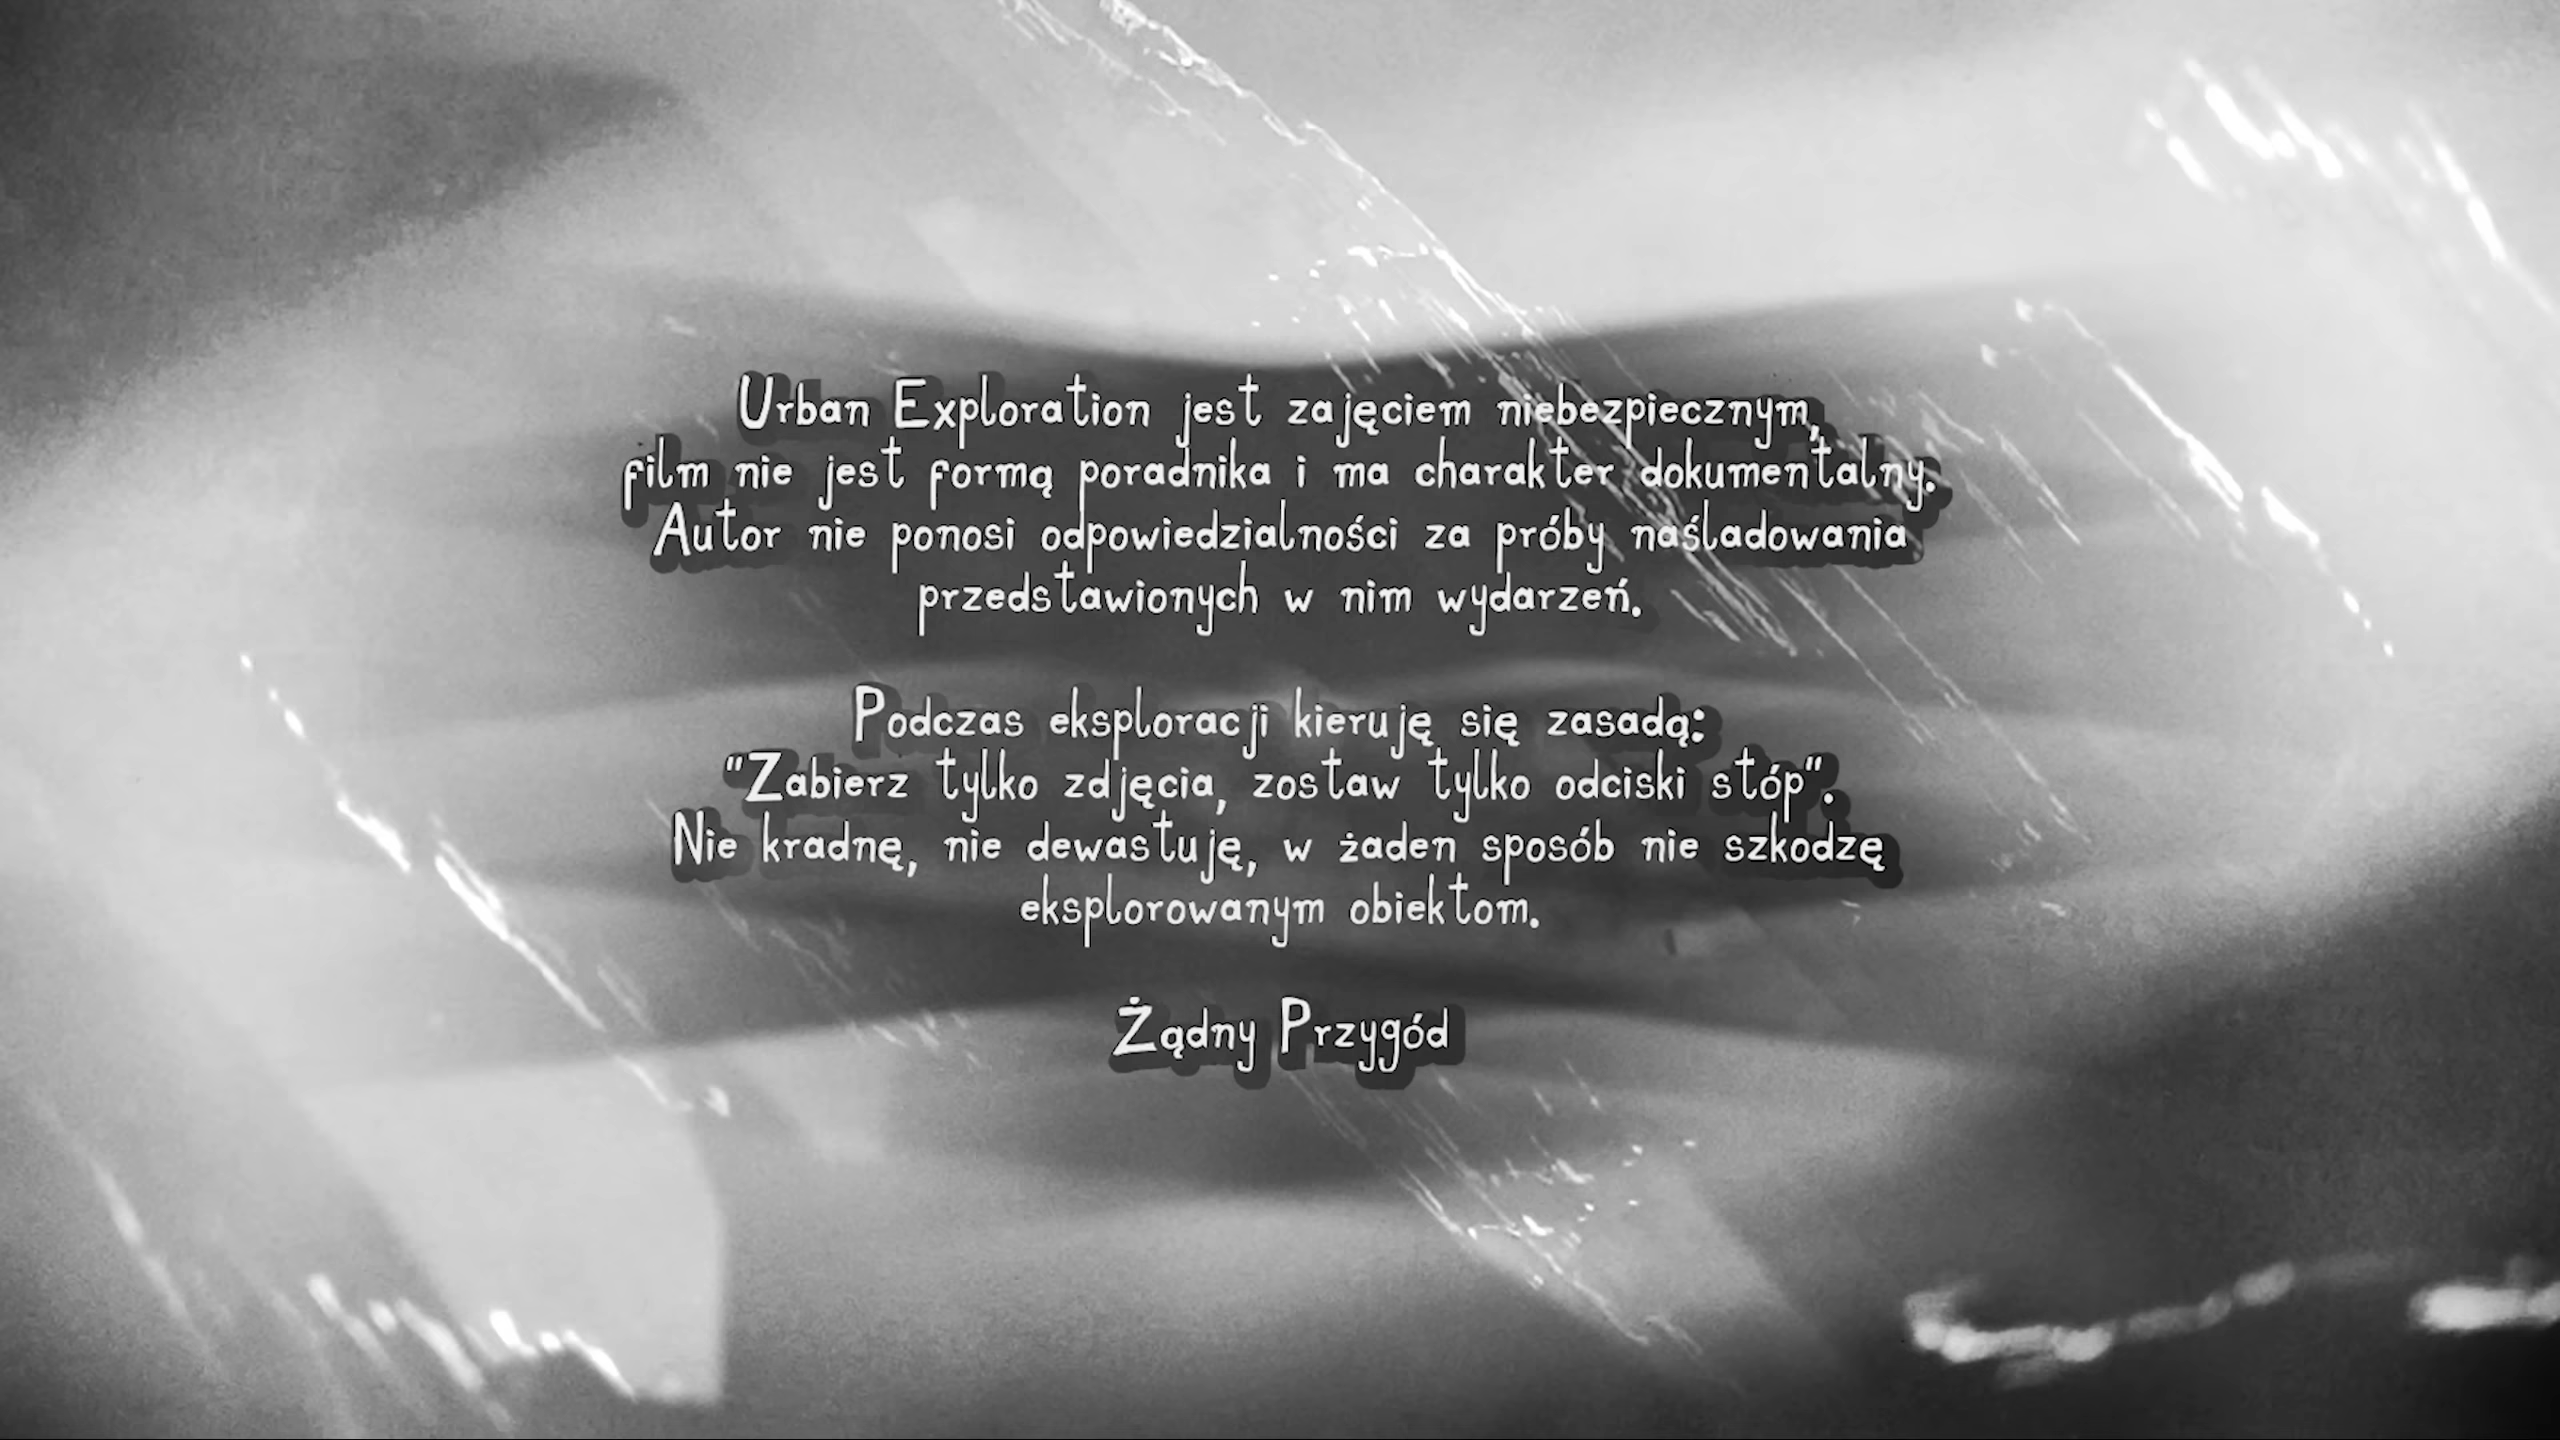 Urban Exploration jest zajęciem niebezpiecznym,
film nie jest formą poradnika i ma charakter dokumentalny.
Autor nie ponosi odpowiedzialności za próby naśladowania
przedstawionych w nim wydarzeń.
Podczas eksploracji kieruję się zasadą:
"Zabierz tylko zdjęcia, zostaw tylko odciski stóp".
Nie kradnę, nie dewastuję, w żaden sposób nie szkodzę
eksplorowanym obiektom.
Żądny Przygód